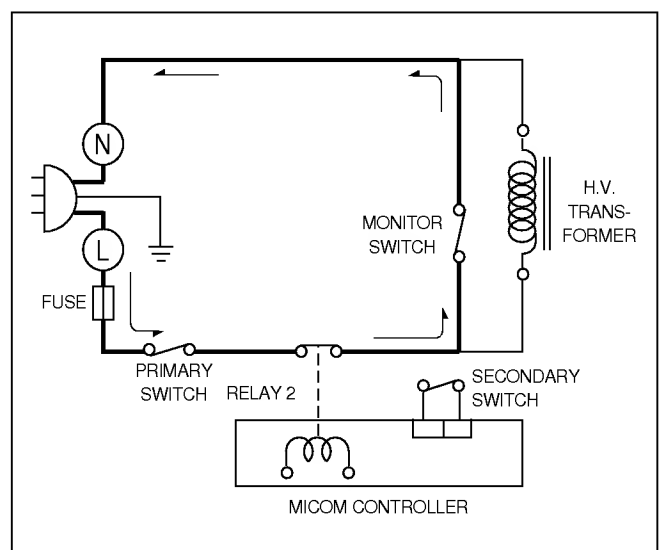 N
H.V.
TRANS-
FORMER
MONITOR
SWITCH
L
FUSE
PRIMARY
SWITCH
RELAY 2
SECONDARY
SWITCH
MICOM CONTROLLER